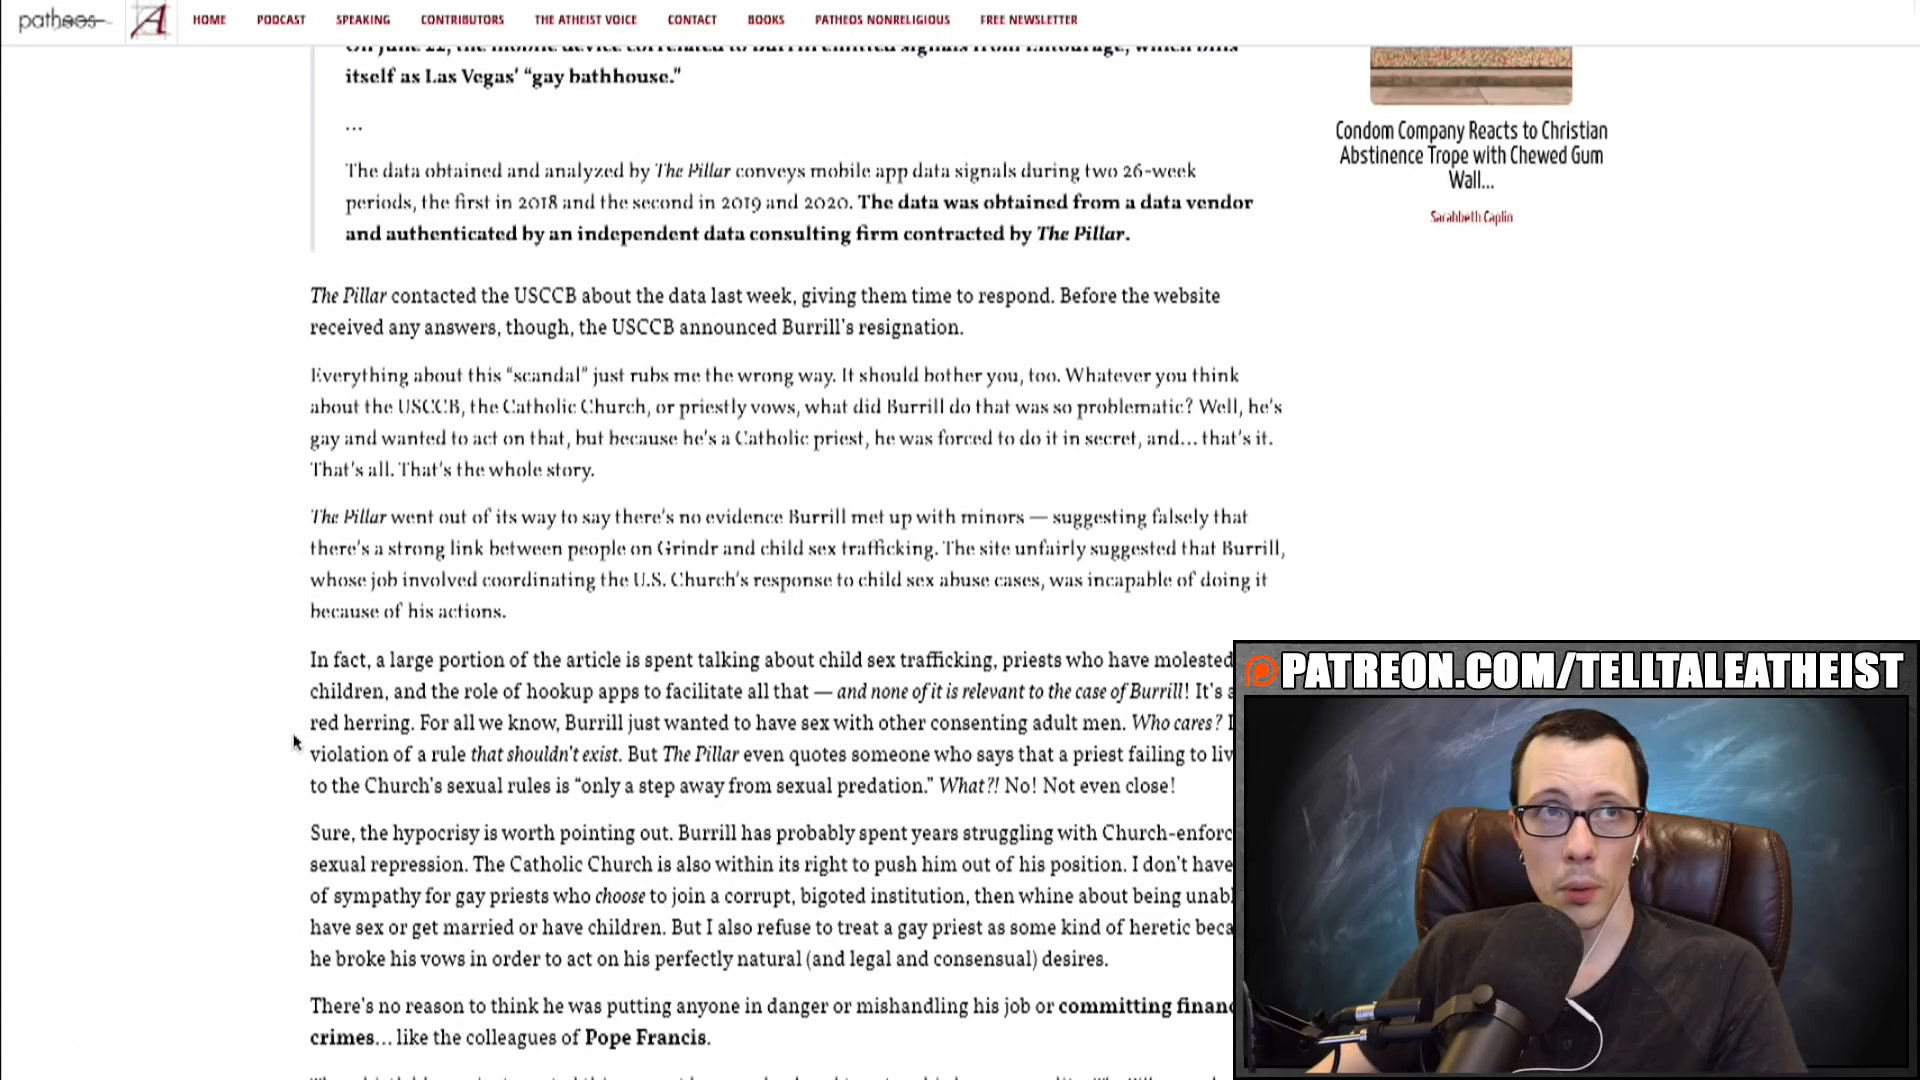 patheos
A
HOME
PODCAST
SPEAKING
CONTRIBUTORS
THE ATHEIST VOICE
CONTACT
BOOKS
PATHEOS NONRELIGIOUS
FREE NEWSLETTER
On June 22, the mobile device correlated to Burrill emitted signals from Entourage, which bills
itself as Las Vegas' “gay bathhouse.”
…
The data obtained and analyzed by The Pillar conveys mobile app data signals during two 26-week
periods, the first in 2018 and the second in 2019 and 2020. The data was obtained from a data vendor
and authenticated by an independent data consulting firm contracted by The Pillar.
The Pillar contacted the USCCB about the data last week, giving them time to respond. Before the website
received any answers, though, the USCCB announced Burrill's resignation.
Everything about this “scandal” just rubs me the wrong way. It should bother you, too. Whatever you think
about the USCCB, the Catholic Church, or priestly vows, what did Burrill do that was so problematic? Well, he's
gay and wanted to act on that, but because he's a Catholic priest, he was forced to do it in secret, and… that's it.
That's all. That's the whole story.
The Pillar went out of its way to say there's no evidence Burrill met up with minors — suggesting falsely that
there's a strong link between people on Grindr and child sex trafficking. The site unfairly suggested that Burrill,
whose job involved coordinating the U.S. Church's response to child sex abuse cases, was incapable of doing it
because of his actions.
In fact, a large portion of the article is spent talking about child sex trafficking, priests who have molested
children, and the role of hookup apps to facilitate all that — and none of it is relevant to the case of Burrill! It's a
red herring. For all we know, Burrill just wanted to have sex with other consenting adult men. Who cares?
violation of a rule that shouldn't exist. But The Pillar even quotes someone who says that a priest failing to liv
to the Church's sexual rules is “only a step away from sexual predation.” What?! No! Not even close!
Sure, the hypocrisy is worth pointing out. Burrill has probably spent years struggling with Church-enforc
sexual repression. The Catholic Church is also within its right to push him out of his position. I don't have
of sympathy for gay priests who choose to join a corrupt, bigoted institution, then whine about being unabl
have sex or get married or have children. But I also refuse to treat a gay priest as some kind of heretic beca
he broke his vows in order to act on his perfectly natural (and legal and consensual) desires.
There's no reason to think he was putting anyone in danger or mishandling his job or committing financ
crimes… like the colleagues of Pope Francis.
Condom Company Reacts to Christian
Abstinence Trope with Chewed Gum
Wall...
Sarahbeth Caplin
PATREON.COM/TELLTALEATHEIST